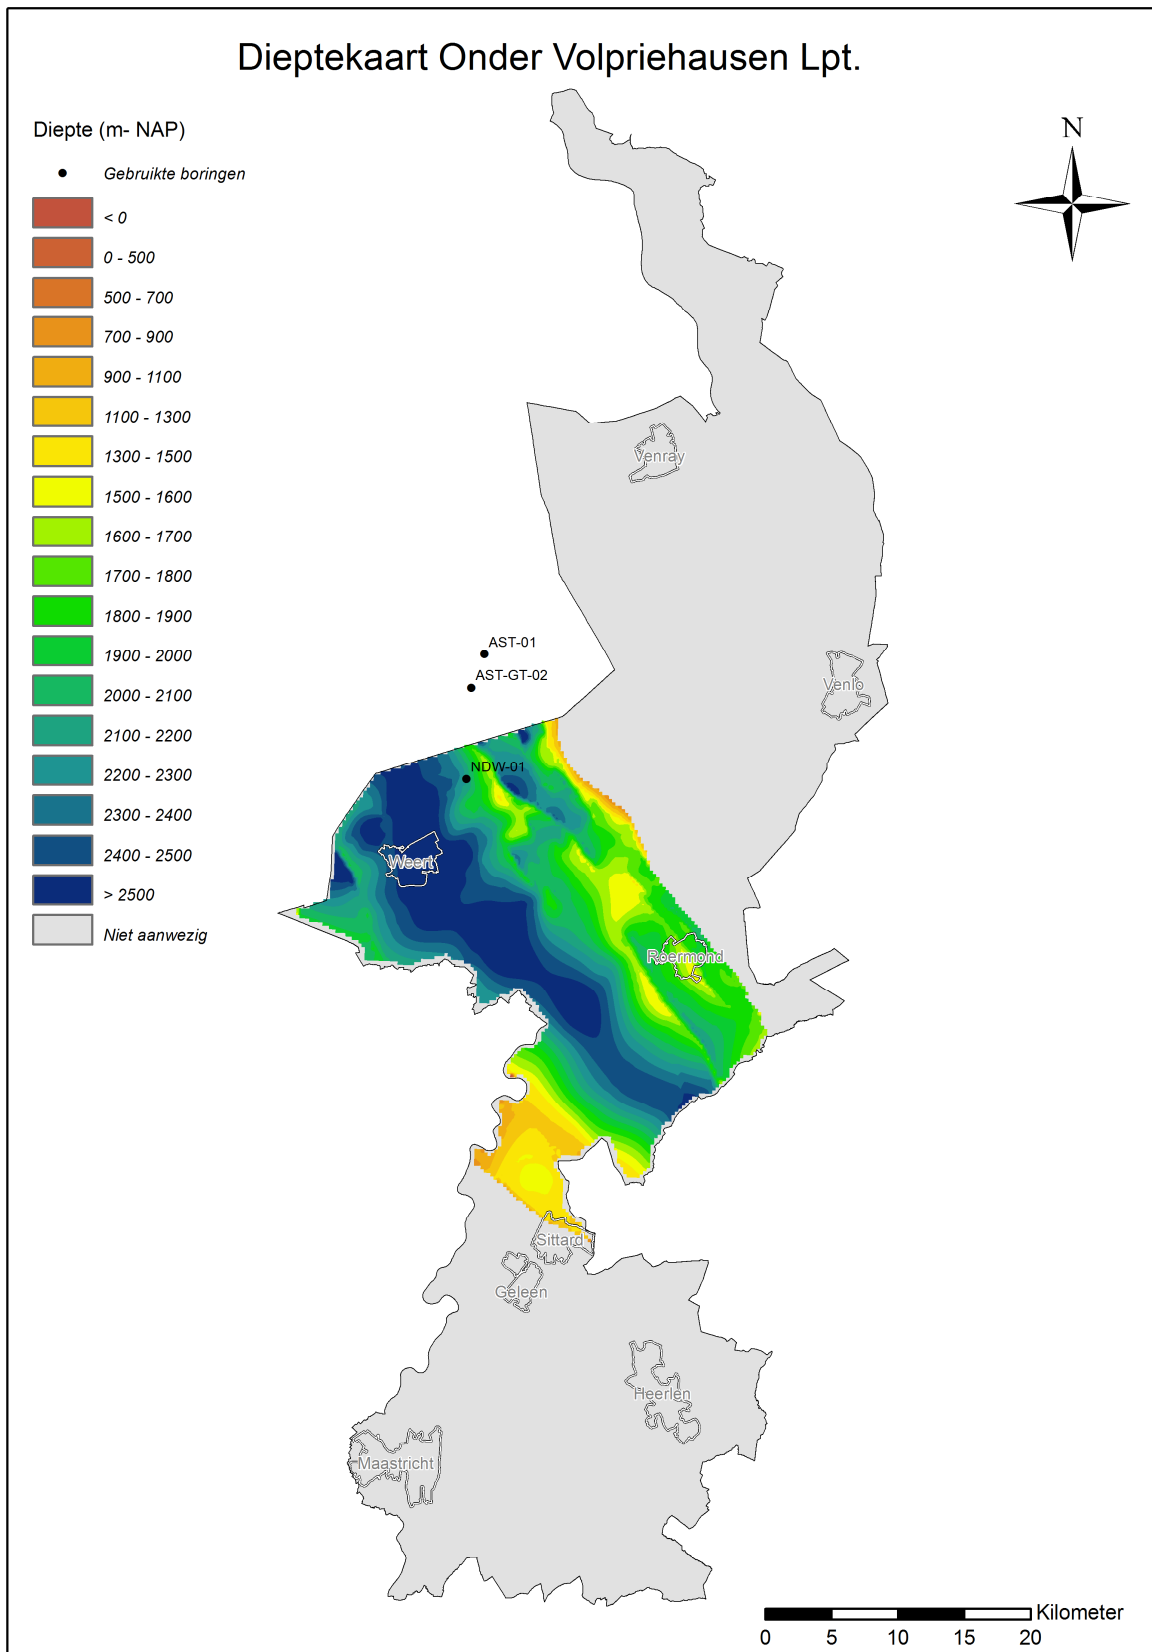 Dieptekaart Onder Volpriehausen Lpt.
Diepte (m- NAP)
Gebruikte boringen
< 0
0 - 500
500 - 700
700 - 900
900 - 1100
1100 - 1300
1300 - 1500
1500 - 1600
1600 - 1700
1700 - 1800
1800 - 1900
1900 - 2000
2000 - 2100
2100 - 2200
2200 - 2300
2300 - 2400
2400 - 2500
> 2500
Niet aanwezig
N
Venray
AST-01
AST-GT-02
Venlo
NDW-01
Weert
Roermond
Sittard
Geleen
Heerlen
Maastricht
Kilometer
0 5 10 15 20